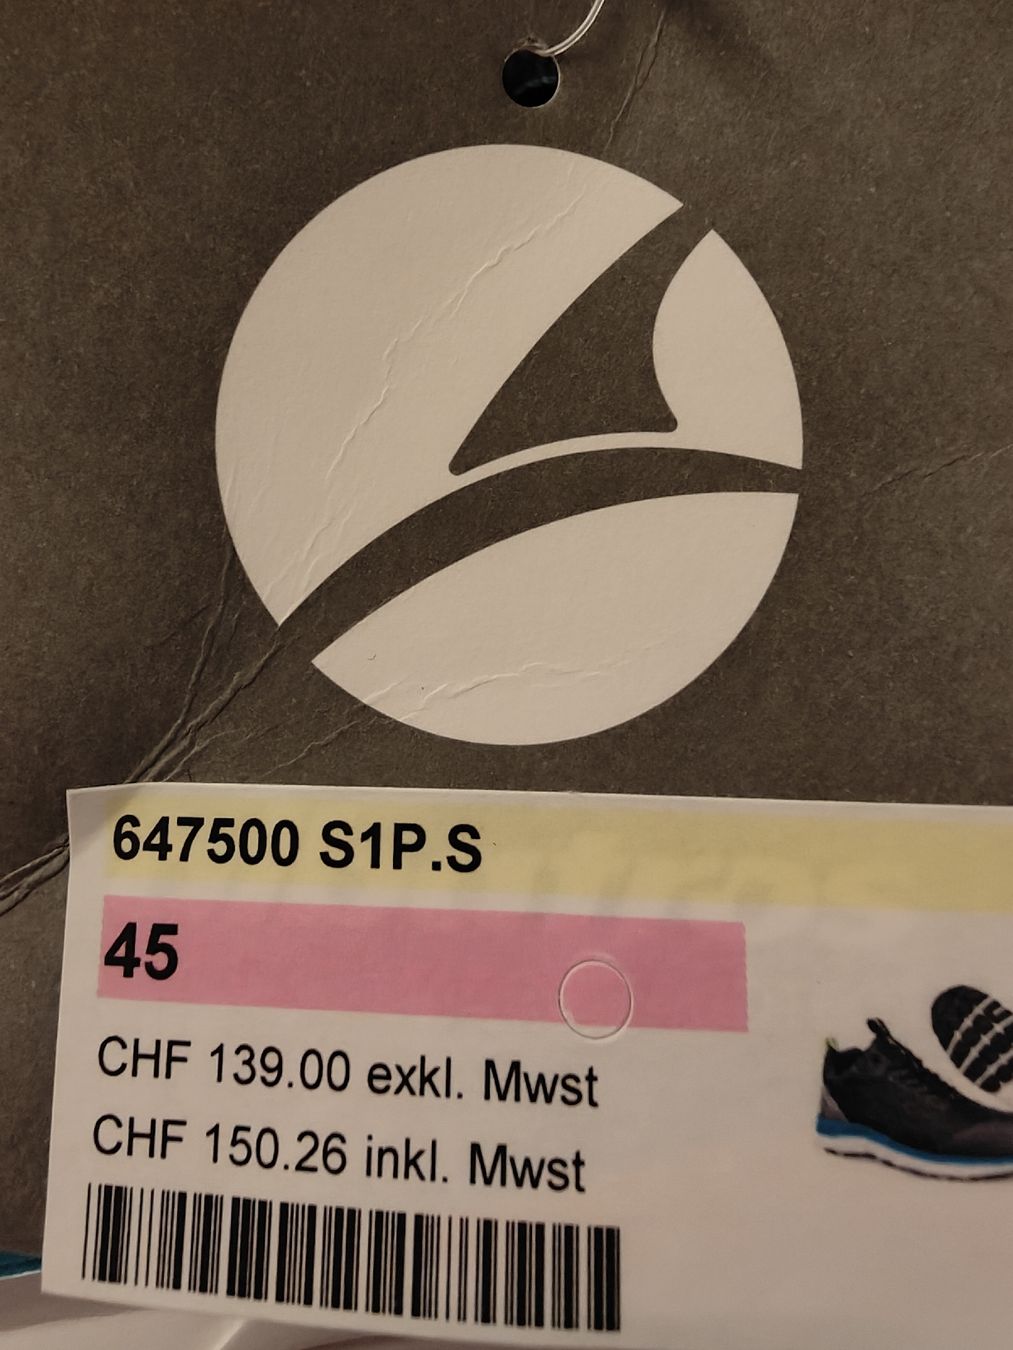 647500 S1P.S
45
CHF 139.00 exkl. Mwst
CHF 150.26 inkl. Mwst